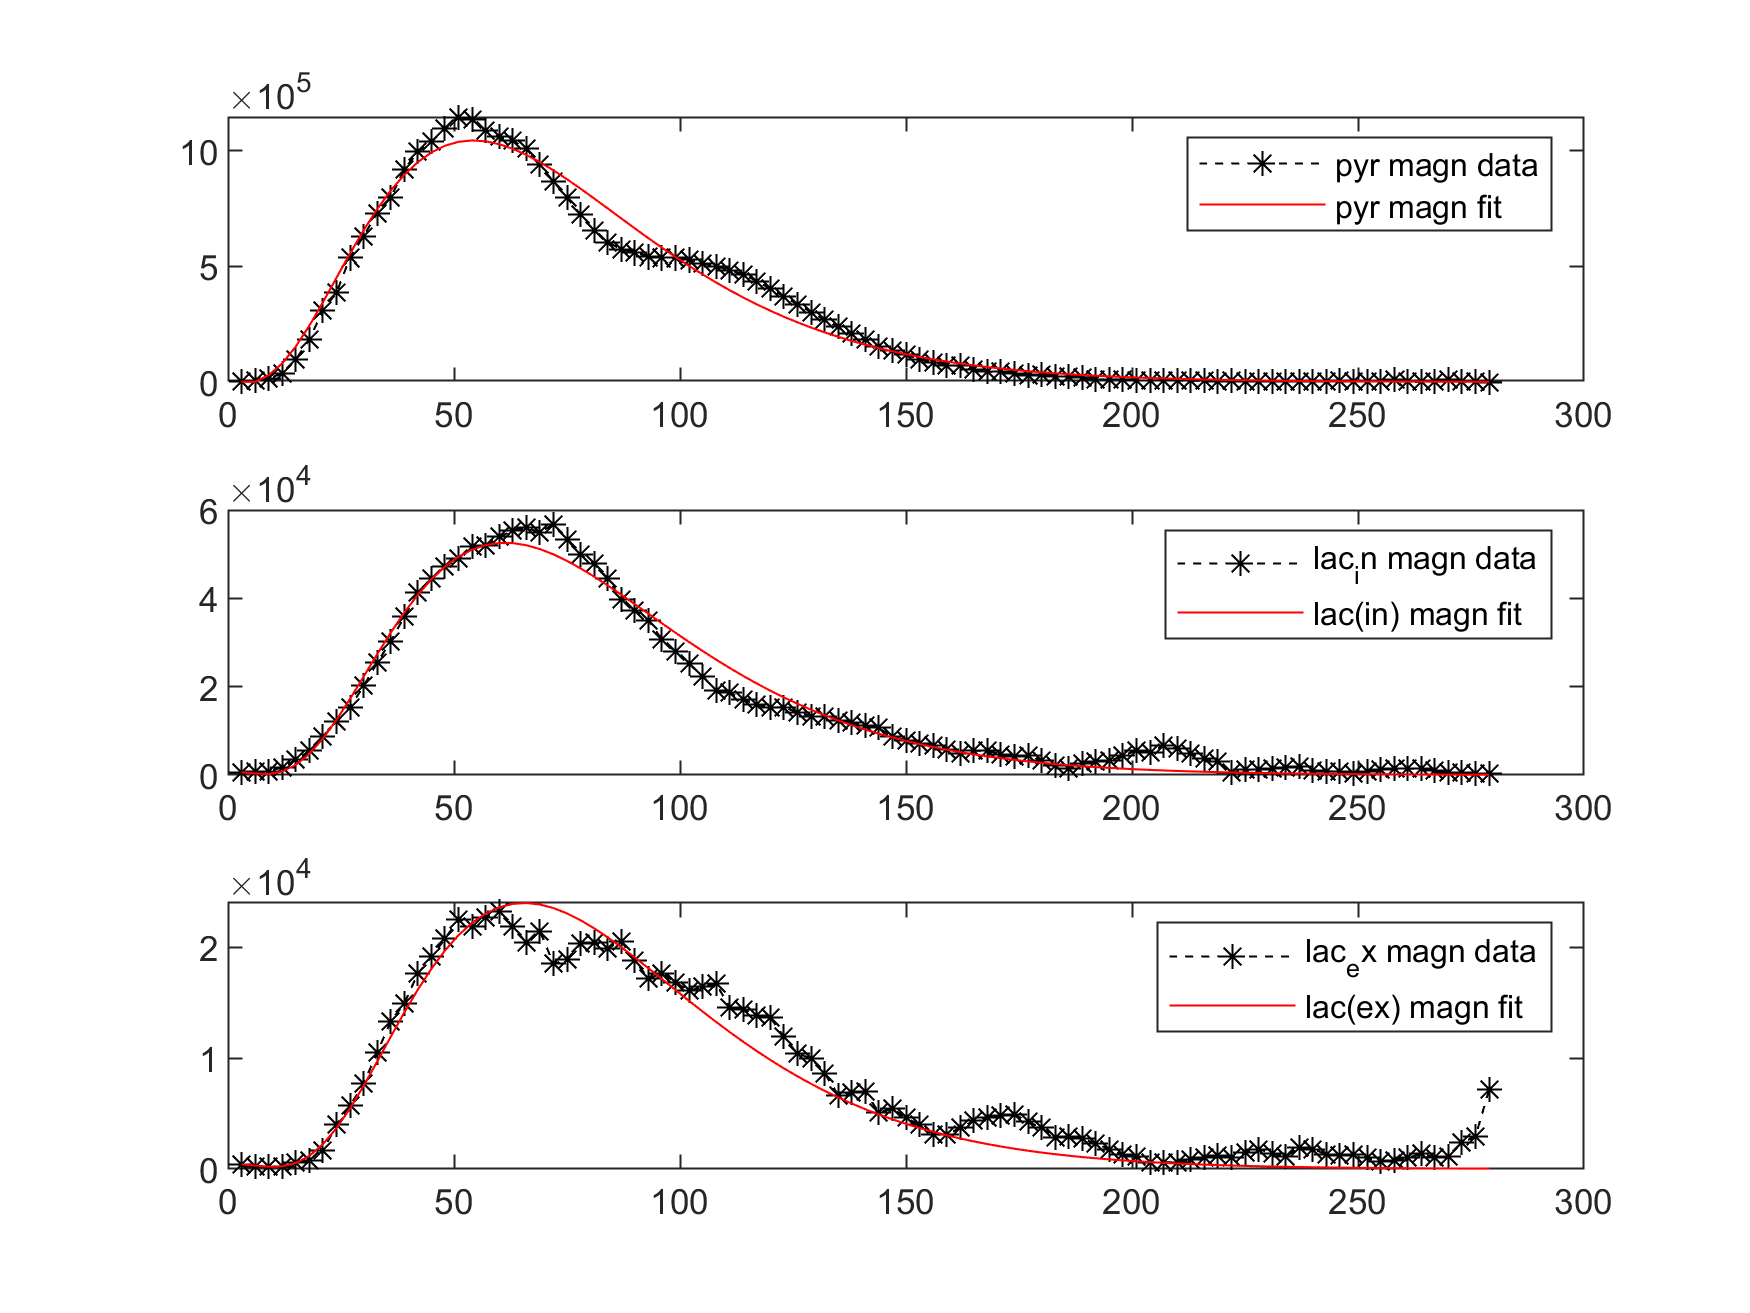 ×10^5
10
5
0
0 50 100 150 200 250 300
pyr magn data
pyr magn fit
×10^4
6
4
2
0
0 50 100 150 200 250 300
lac_in magn data
lac(in) magn fit
×10^4
2
1
0
0 50 100 150 200 250 300
lac_ex magn data
lac(ex) magn fit